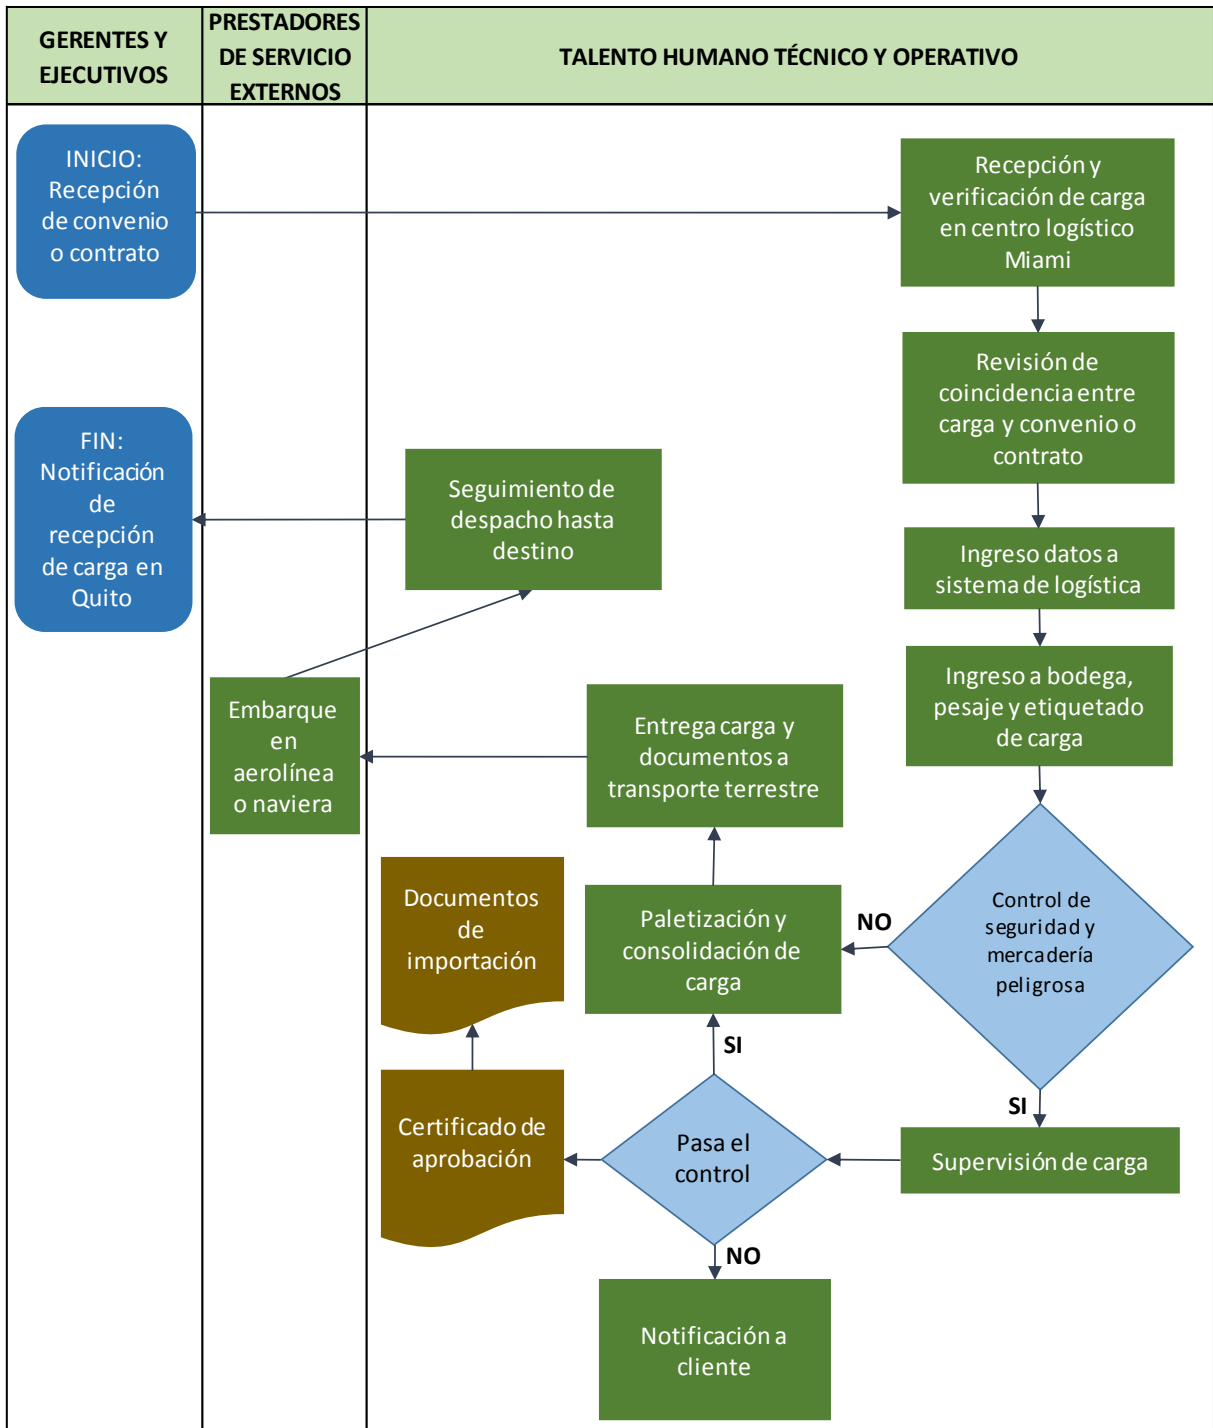 GERENTES Y
EJECUTIVOS
PRESTADORES
DE SERVICIO
EXTERNOS
TALENTO HUMANO TÉCNICO Y OPERATIVO
INICIO:
Recepción
de convenio
o contrato
Recepción y
verificación de carga
en centro logístico
Miami
Revisión de
coincidencia entre
carga y convenio o
contrato
FIN:
Notificación
de
recepción
de carga en
Quito
Seguimiento de
despacho hasta
destino
Ingreso datos a
sistema de logística
Ingreso a bodega,
pesaje y etiquetado
de carga
Embarque
en
aerolínea
o naviera
Entrega carga y
documentos a
transporte terrestre
Documentos
de
importación
Paletización y
consolidación de
carga
NO
Control de
seguridad y
mercadería
peligrosa
SI
SI
Certificado de
aprobación
Pasa el
control
Supervisión de carga
NO
Notificación a
cliente